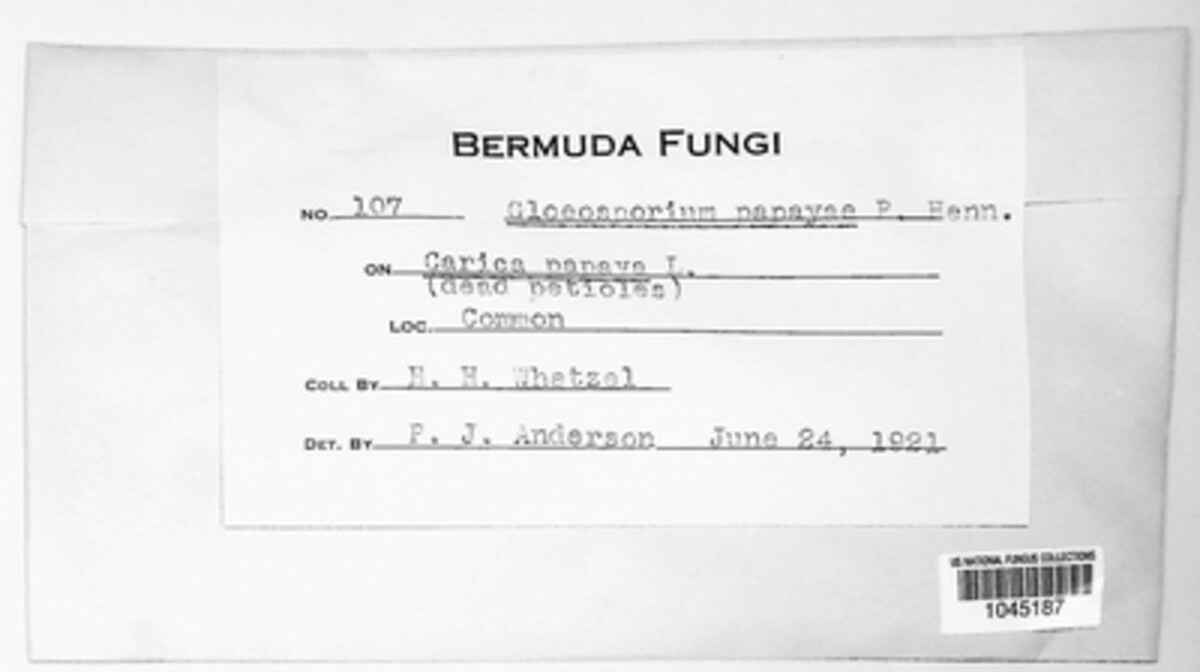 BERMUDA FUNGI
NO. 107 Gloeosporium papayae P. Henn.
ON Carica papaya L.
(dead petioles)
LOC. Common
COLL BY H. H. Whetzel
DET. BY P. J. Anderson June 24, 1921
US NATIONAL FUNGUS COLLECTIONS
1045187